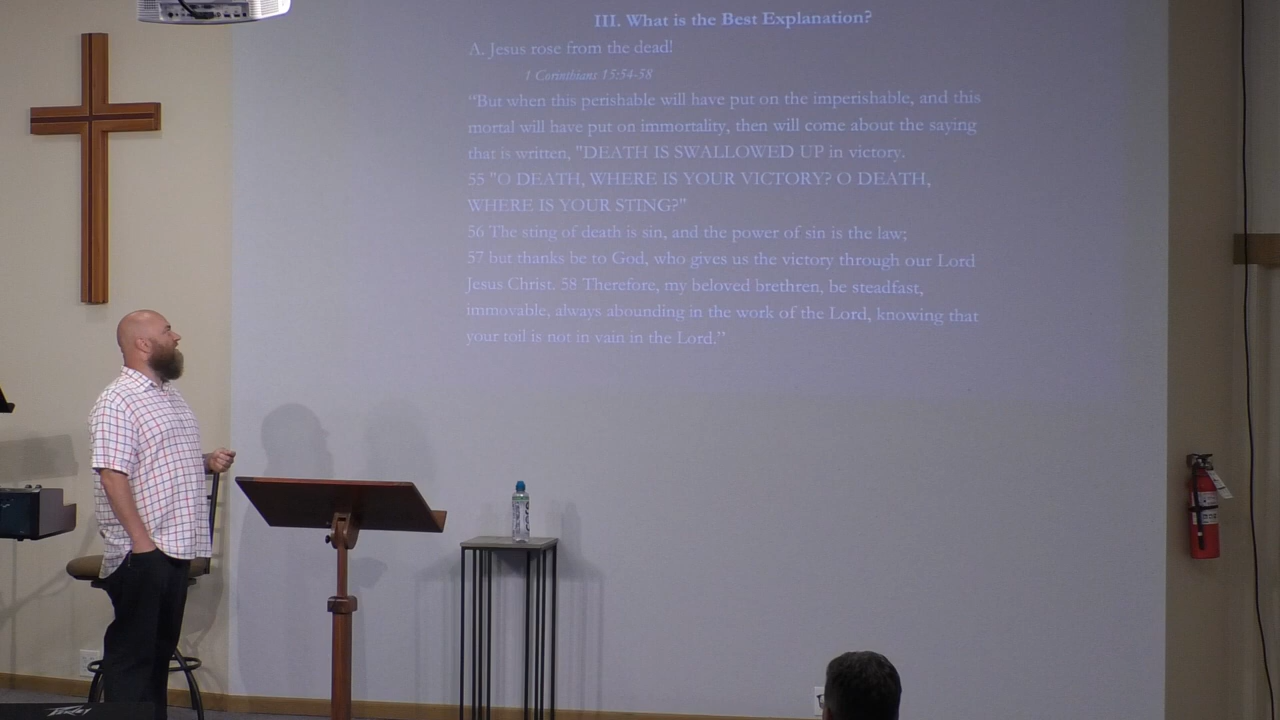 III. What is the Best Explanation?
A. Jesus rose from the dead!
1 Corinthians 15:54-58
“But when this perishable will have put on the imperishable, and this
mortal will have put on immortality, then will come about the saying
that is written, "DEATH IS SWALLOWED UP in victory.
55 "O DEATH, WHERE IS YOUR VICTORY? O DEATH,
WHERE IS YOUR STING?"
56 The sting of death is sin, and the power of sin is the law;
57 but thanks be to God, who gives us the victory through our Lord
Jesus Christ. 58 Therefore, my beloved brethren, be steadfast,
immovable, always abounding in the work of the Lord, knowing that
your toil is not in vain in the Lord.”
PEAVEY